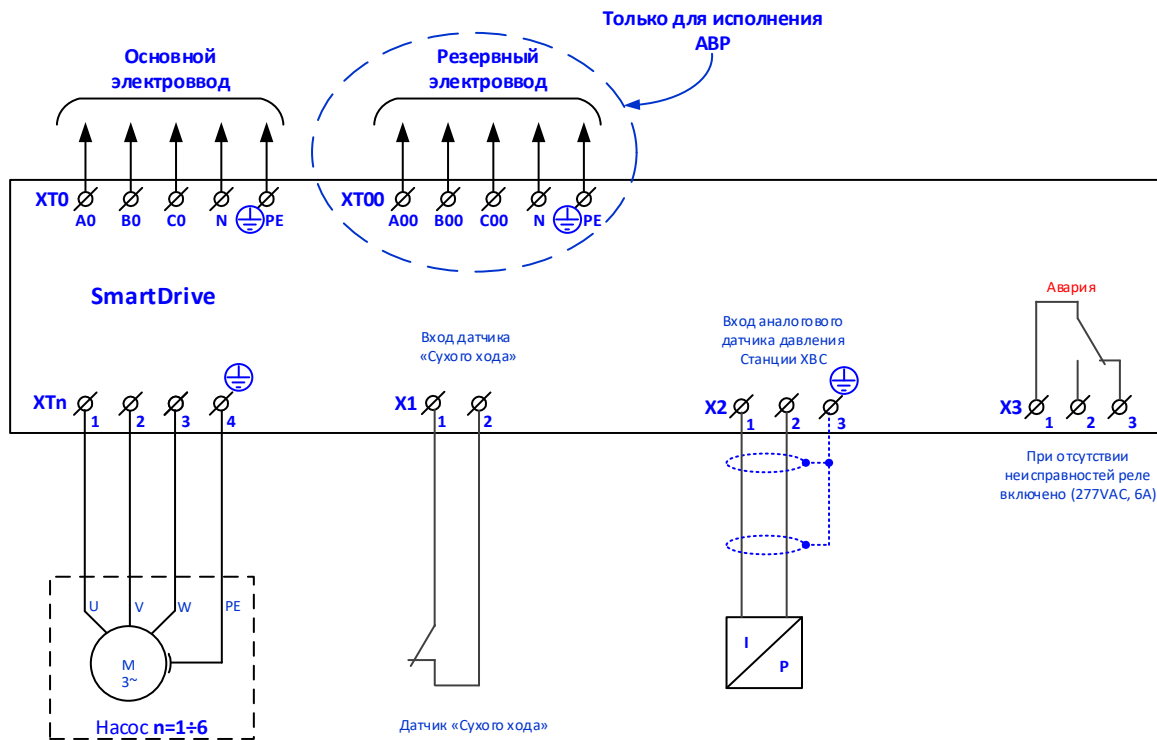 Только для исполнения
АВР
Основной
электроввод
Резервный
электроввод
XT0
A0 B0 C0 N PE
XT00
A00 B00 C00 N PE
SmartDrive
Авария
Вход датчика
«Сухого хода»
Вход аналогового
датчика давления
Станции ХВС
XTn
1 2 3 4
X1
1 2
X2
1 2 3
X3
1 2 3
При отсутствии
неисправностей реле
включено (277VAC, 6A)
U V W PE
M
3~
I
P
Насос n=1÷6
Датчик «Сухого хода»